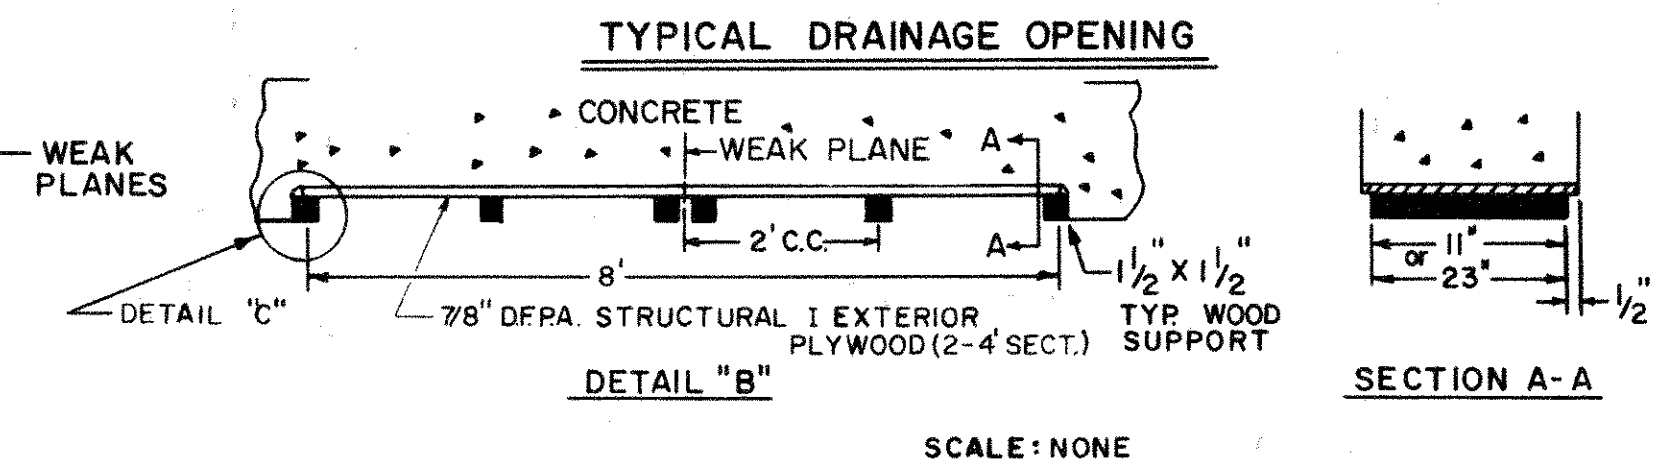 TYPICAL DRAINAGE OPENING
CONCRETE
WEAK
PLANES
WEAK PLANE
A
A
2' C.C.
8'
1 1/2" X 1 1/2"
TYP. WOOD
SUPPORT
DETAIL "C"
7/8" D.F.P.A. STRUCTURAL I EXTERIOR
PLYWOOD (2-4' SECT.)
DETAIL "B"
11"
or
23"
1/2"
SECTION A-A
SCALE: NONE